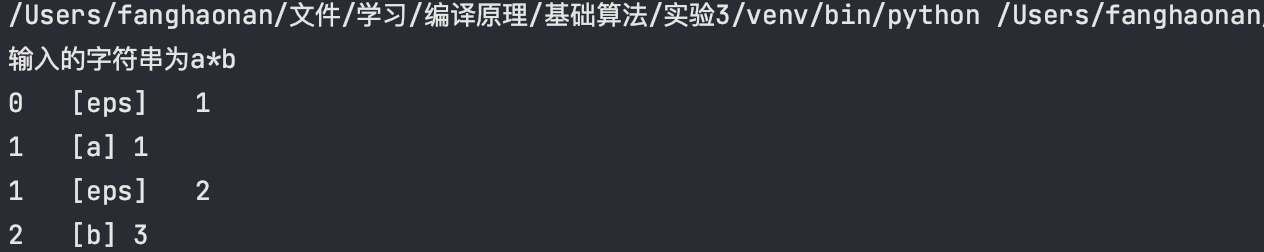 /Users/fanghaonan/文件/学习/编译原理/基础算法/实验3/venv/bin/python /Users/fanghaonan/
输入的字符串为a*b
0 [eps] 1
1 [a] 1
1 [eps] 2
2 [b] 3